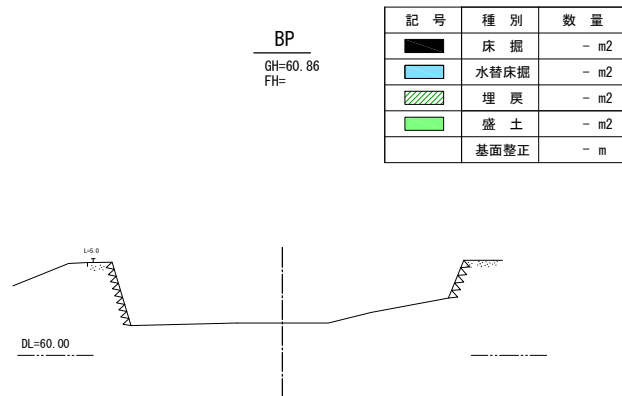 BP
GH=60.86
FH=
記 号 種 別 数 量
床 掘 － m2
水替床掘 － m2
埋 戻 － m2
盛 土 － m2
基面整正 － m
L=5.0
DL=60.00